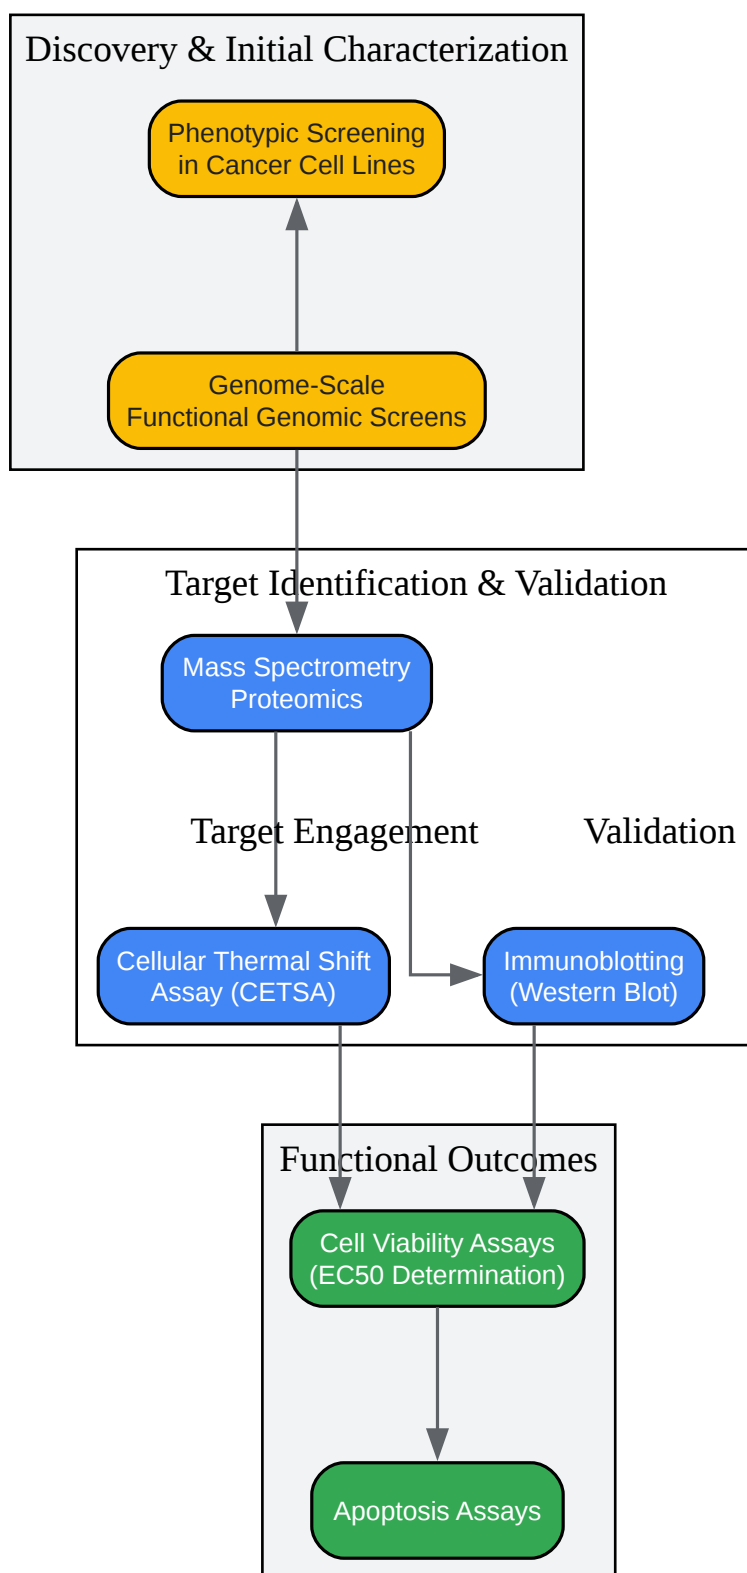 Discovery & Initial Characterization
Phenotypic Screening
in Cancer Cell Lines
Genome-Scale
Functional Genomic Screens
Target Identification & Validation
Mass Spectrometry
Proteomics
Target Engagement
Validation
Cellular Thermal Shift
Assay (CETSA)
Immunoblotting
(Western Blot)
Functional Outcomes
Cell Viability Assays
(EC50 Determination)
Apoptosis Assays